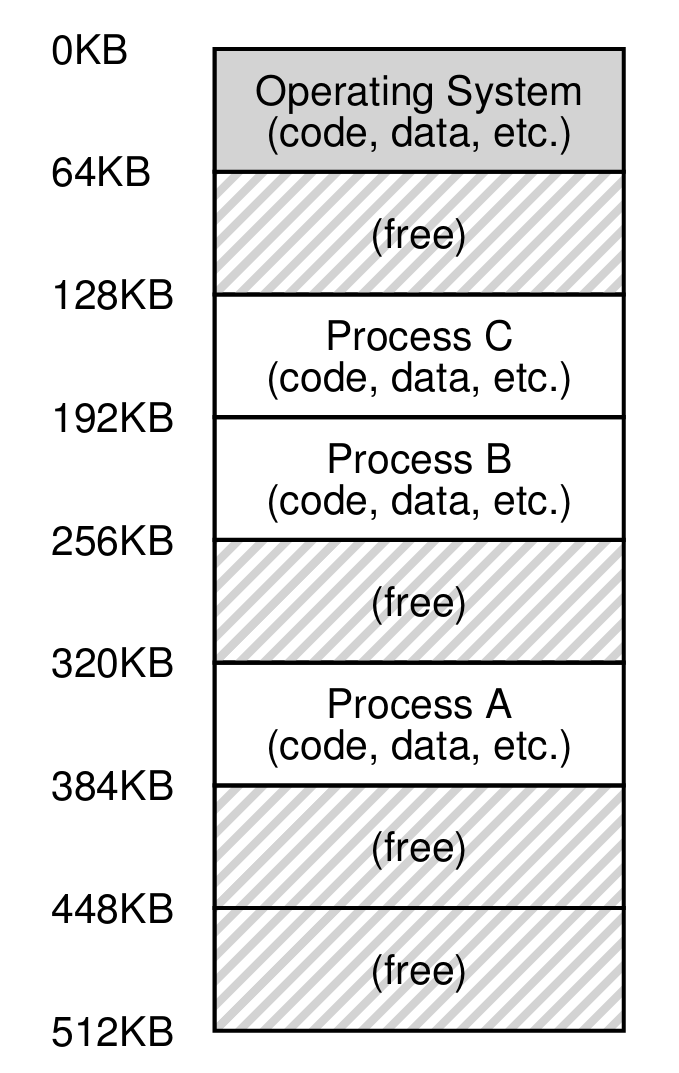 0KB
Operating System
(code, data, etc.)
64KB
(free)
128KB
Process C
(code, data, etc.)
192KB
Process B
(code, data, etc.)
256KB
(free)
320KB
Process A
(code, data, etc.)
384KB
(free)
448KB
(free)
512KB